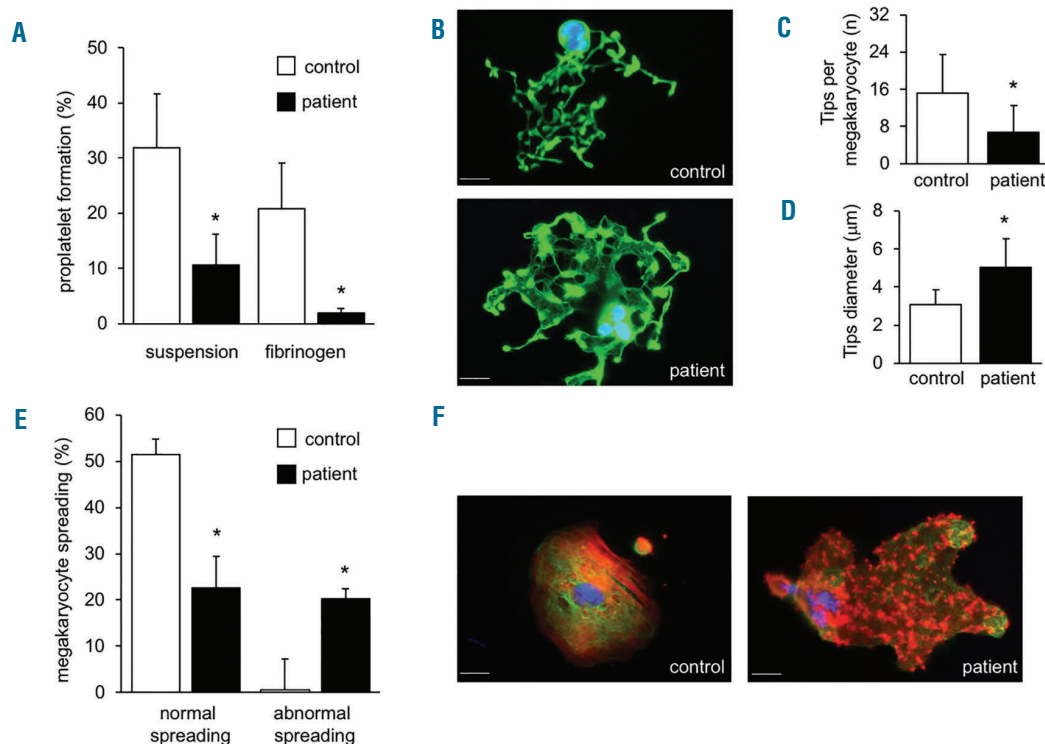 A
proplatelet formation (%)
50
40
30
20
10
0
control
patient
*
*
suspension
fibrinogen
B
control
patient
C
Tips per
megakaryocyte (n)
32
24
16
8
0
*
control
patient
D
Tips diameter (µm)
8
6
4
2
0
*
control
patient
E
megakaryocyte spreading (%)
60
50
40
30
20
10
0
control
patient
*
*
normal
spreading
abnormal
spreading
F
control
patient